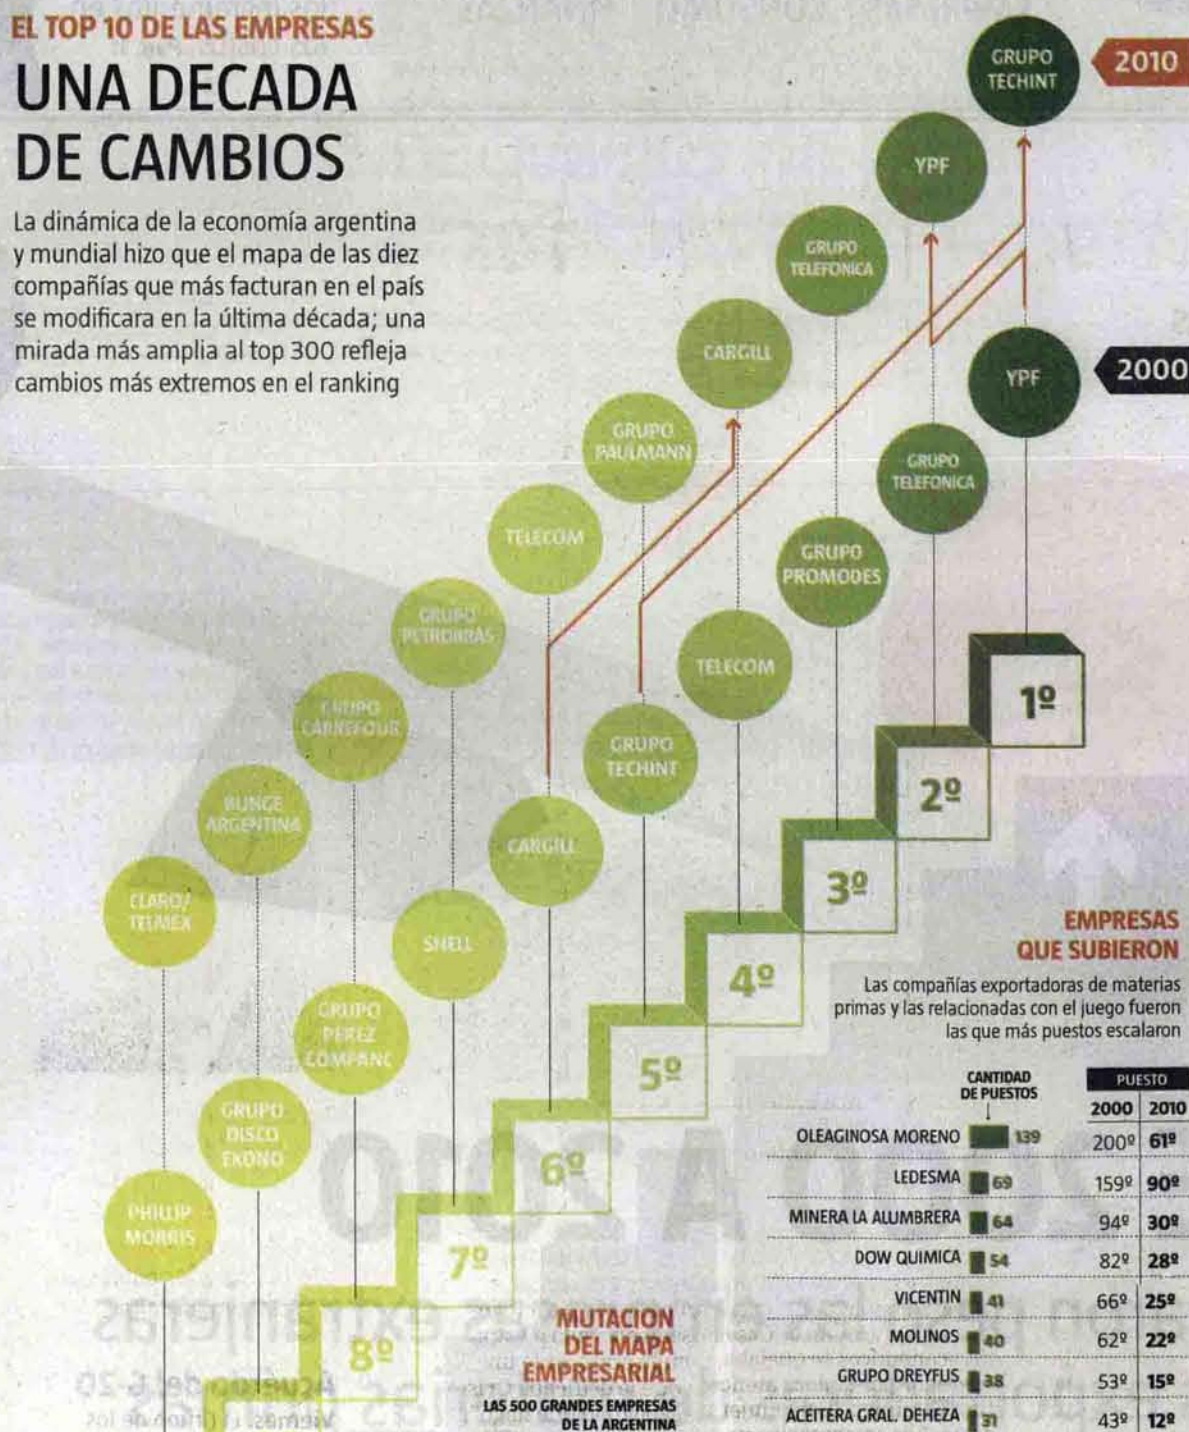 EL TOP 10 DE LAS EMPRESAS
UNA DECADA
DE CAMBIOS
La dinámica de la economía argentina
y mundial hizo que el mapa de las diez
compañías que más facturan en el país
se modificara en la última década; una
mirada más amplia al top 300 refleja
cambios más extremos en el ranking
2010
GRUPO
TECHINT
YPF
GRUPO
TELEFONICA
CARGILL
GRUPO
PAULMANN
TELECOM
GRUPO
PETROBRAS
GRUPO
CARREFOUR
BUNGE
ARGENTINA
CLARO/
TELMEX
2000
YPF
GRUPO
TELEFONICA
GRUPO
PROMODES
TELECOM
GRUPO
TECHINT
CARGILL
SHELL
GRUPO
PEREZ
COMPANC
GRUPO
DISCO
EKONO
PHILLIP
MORRIS
1º
2º
3º
4º
5º
6º
7º
8º
EMPRESAS
QUE SUBIERON
Las compañías exportadoras de materias
primas y las relacionadas con el juego fueron
las que más puestos escalaron
CANTIDAD
DE PUESTOS
PUESTO
2000 2010
OLEAGINOSA MORENO 139 200º 61º
LEDESMA 69 159º 90º
MINERA LA ALUMBRERA 64 94º 30º
DOW QUIMICA 54 82º 28º
VICENTIN 41 66º 25º
MOLINOS 40 62º 22º
GRUPO DREYFUS 38 53º 15º
ACEITERA GRAL. DEHEZA 31 43º 12º
MUTACION
DEL MAPA
EMPRESARIAL
LAS 500 GRANDES EMPRESAS
DE LA ARGENTINA